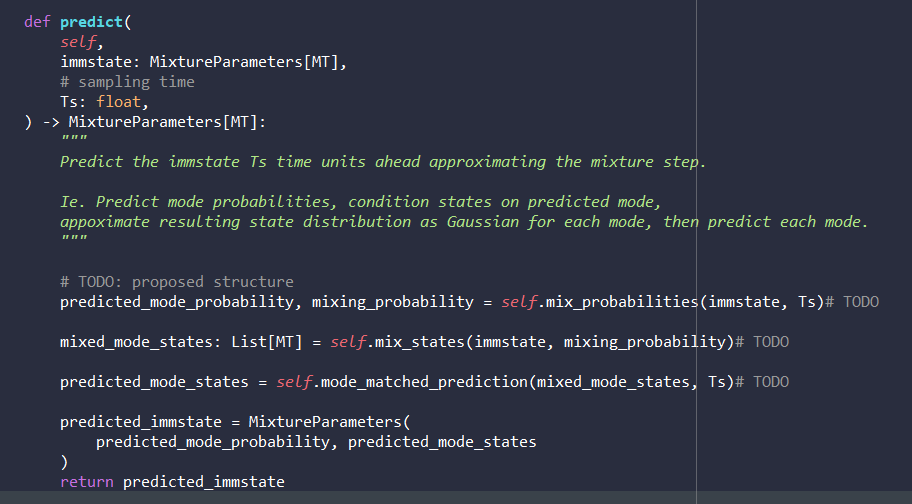 def predict(
    self,
    immstate: MixtureParameters[MT],
    # sampling time
    Ts: float,
) -> MixtureParameters[MT]:
    """
    Predict the immstate Ts time units ahead approximating the mixture step.

    Ie. Predict mode probabilities, condition states on predicted mode,
    appoximate resulting state distribution as Gaussian for each mode, then predict each mode.
    """

    # TODO: proposed structure
    predicted_mode_probability, mixing_probability = self.mix_probabilities(immstate, Ts)# TODO

    mixed_mode_states: List[MT] = self.mix_states(immstate, mixing_probability)# TODO

    predicted_mode_states = self.mode_matched_prediction(mixed_mode_states, Ts)# TODO

    predicted_immstate = MixtureParameters(
        predicted_mode_probability, predicted_mode_states
    )
    return predicted_immstate